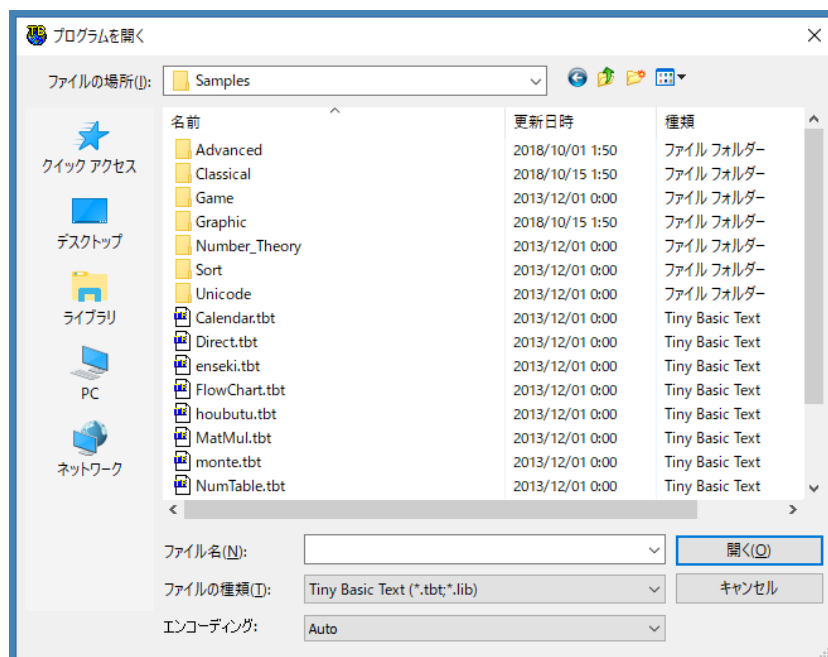 プログラムを開く
ファイルの場所(I): Samples
名前 更新日時 種類
Advanced 2018/10/01 1:50 ファイル フォルダー
Classical 2018/10/15 1:50 ファイル フォルダー
Game 2013/12/01 0:00 ファイル フォルダー
Graphic 2018/10/15 1:50 ファイル フォルダー
Number_Theory 2013/12/01 0:00 ファイル フォルダー
Sort 2013/12/01 0:00 ファイル フォルダー
Unicode 2013/12/01 0:00 ファイル フォルダー
Calendar.tbt 2013/12/01 0:00 Tiny Basic Text
Direct.tbt 2013/12/01 0:00 Tiny Basic Text
enseki.tbt 2013/12/01 0:00 Tiny Basic Text
FlowChart.tbt 2013/12/01 0:00 Tiny Basic Text
houbutu.tbt 2013/12/01 0:00 Tiny Basic Text
MatMul.tbt 2013/12/01 0:00 Tiny Basic Text
monte.tbt 2013/12/01 0:00 Tiny Basic Text
NumTable.tbt 2013/12/01 0:00 Tiny Basic Text
クイック アクセス
デスクトップ
ライブラリ
PC
ネットワーク
ファイル名(N): 開く(O)
ファイルの種類(T): Tiny Basic Text (*.tbt;*.lib) キャンセル
エンコーディング: Auto